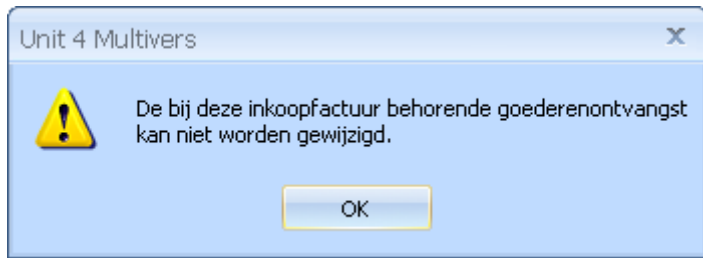 Unit 4 Multivers
De bij deze inkoopfactuur behorende goederenontvangst
kan niet worden gewijzigd.
OK